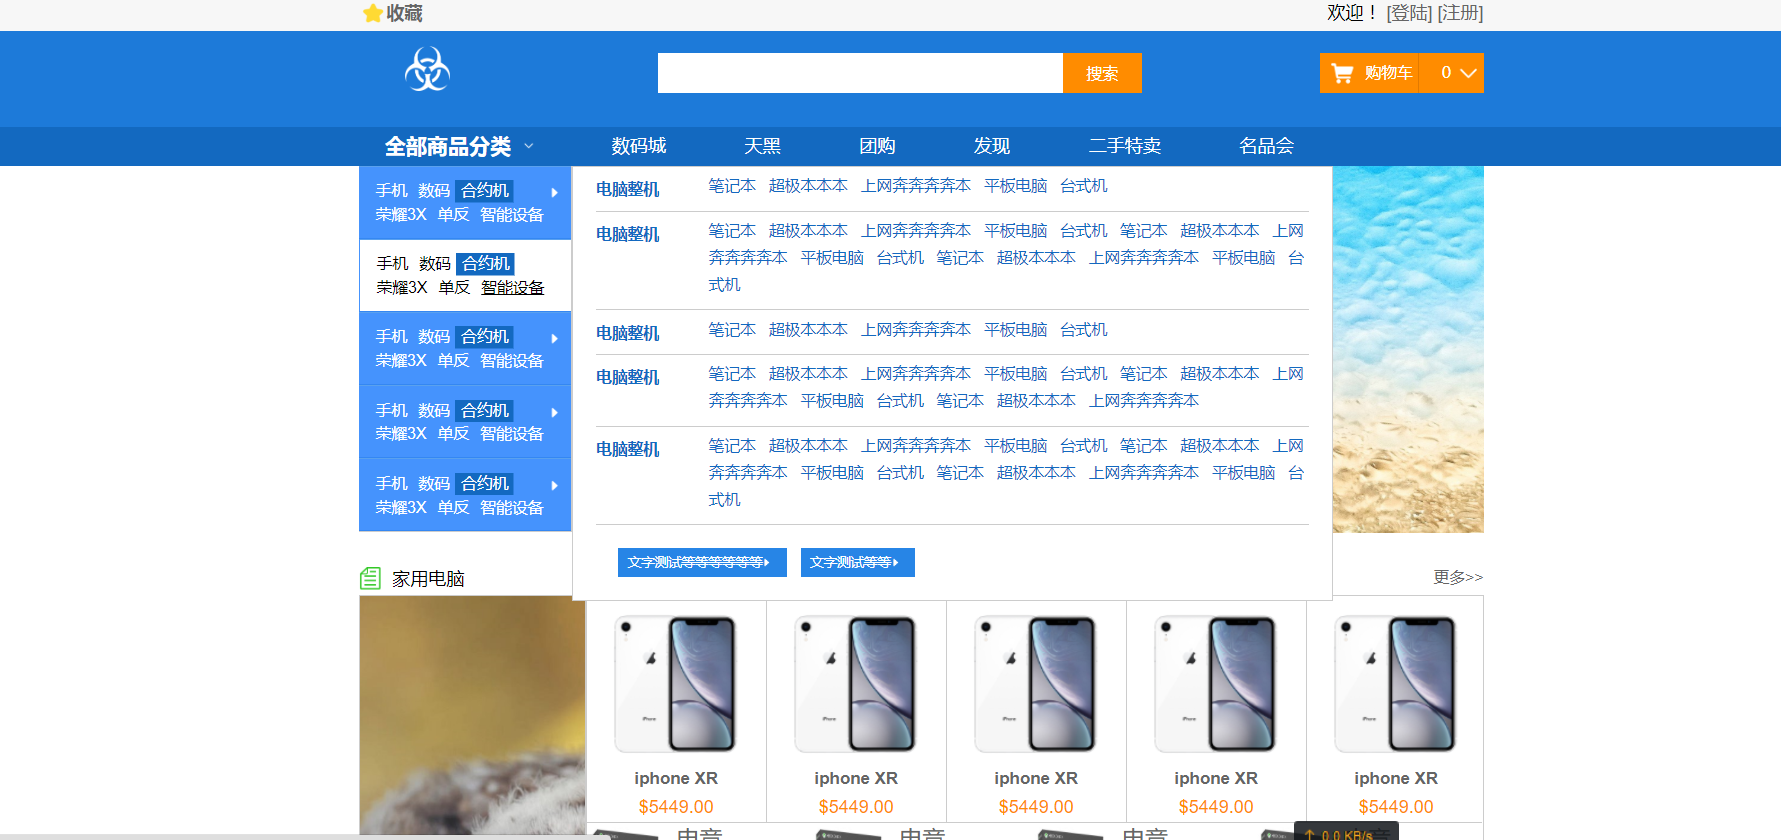 收藏
欢迎！ [登陆] [注册]
搜索
购物车 0
全部商品分类 数码城 天黑 团购 发现 二手特卖 名品会
手机 数码 合约机
荣耀3X 单反 智能设备
手机 数码 合约机
荣耀3X 单反 智能设备
手机 数码 合约机
荣耀3X 单反 智能设备
手机 数码 合约机
荣耀3X 单反 智能设备
手机 数码 合约机
荣耀3X 单反 智能设备
电脑整机 笔记本 超极本本本 上网奔奔奔奔本 平板电脑 台式机
电脑整机 笔记本 超极本本本 上网奔奔奔奔本 平板电脑 台式机 笔记本 超极本本本 上网
奔奔奔奔本 平板电脑 台式机 笔记本 超极本本本 上网奔奔奔奔本 平板电脑 台
式机
电脑整机 笔记本 超极本本本 上网奔奔奔奔本 平板电脑 台式机
电脑整机 笔记本 超极本本本 上网奔奔奔奔本 平板电脑 台式机 笔记本 超极本本本 上网
奔奔奔奔本 平板电脑 台式机 笔记本 超极本本本 上网奔奔奔奔本
电脑整机 笔记本 超极本本本 上网奔奔奔奔本 平板电脑 台式机 笔记本 超极本本本 上网
奔奔奔奔本 平板电脑 台式机 笔记本 超极本本本 上网奔奔奔奔本 平板电脑 台
式机
文字测试等等等等等等 文字测试等等
家用电脑 更多>>
iphone XR iphone XR iphone XR iphone XR iphone XR
$5449.00 $5449.00 $5449.00 $5449.00 $5449.00
电竞 电竞 电竞
0.0 KB/s